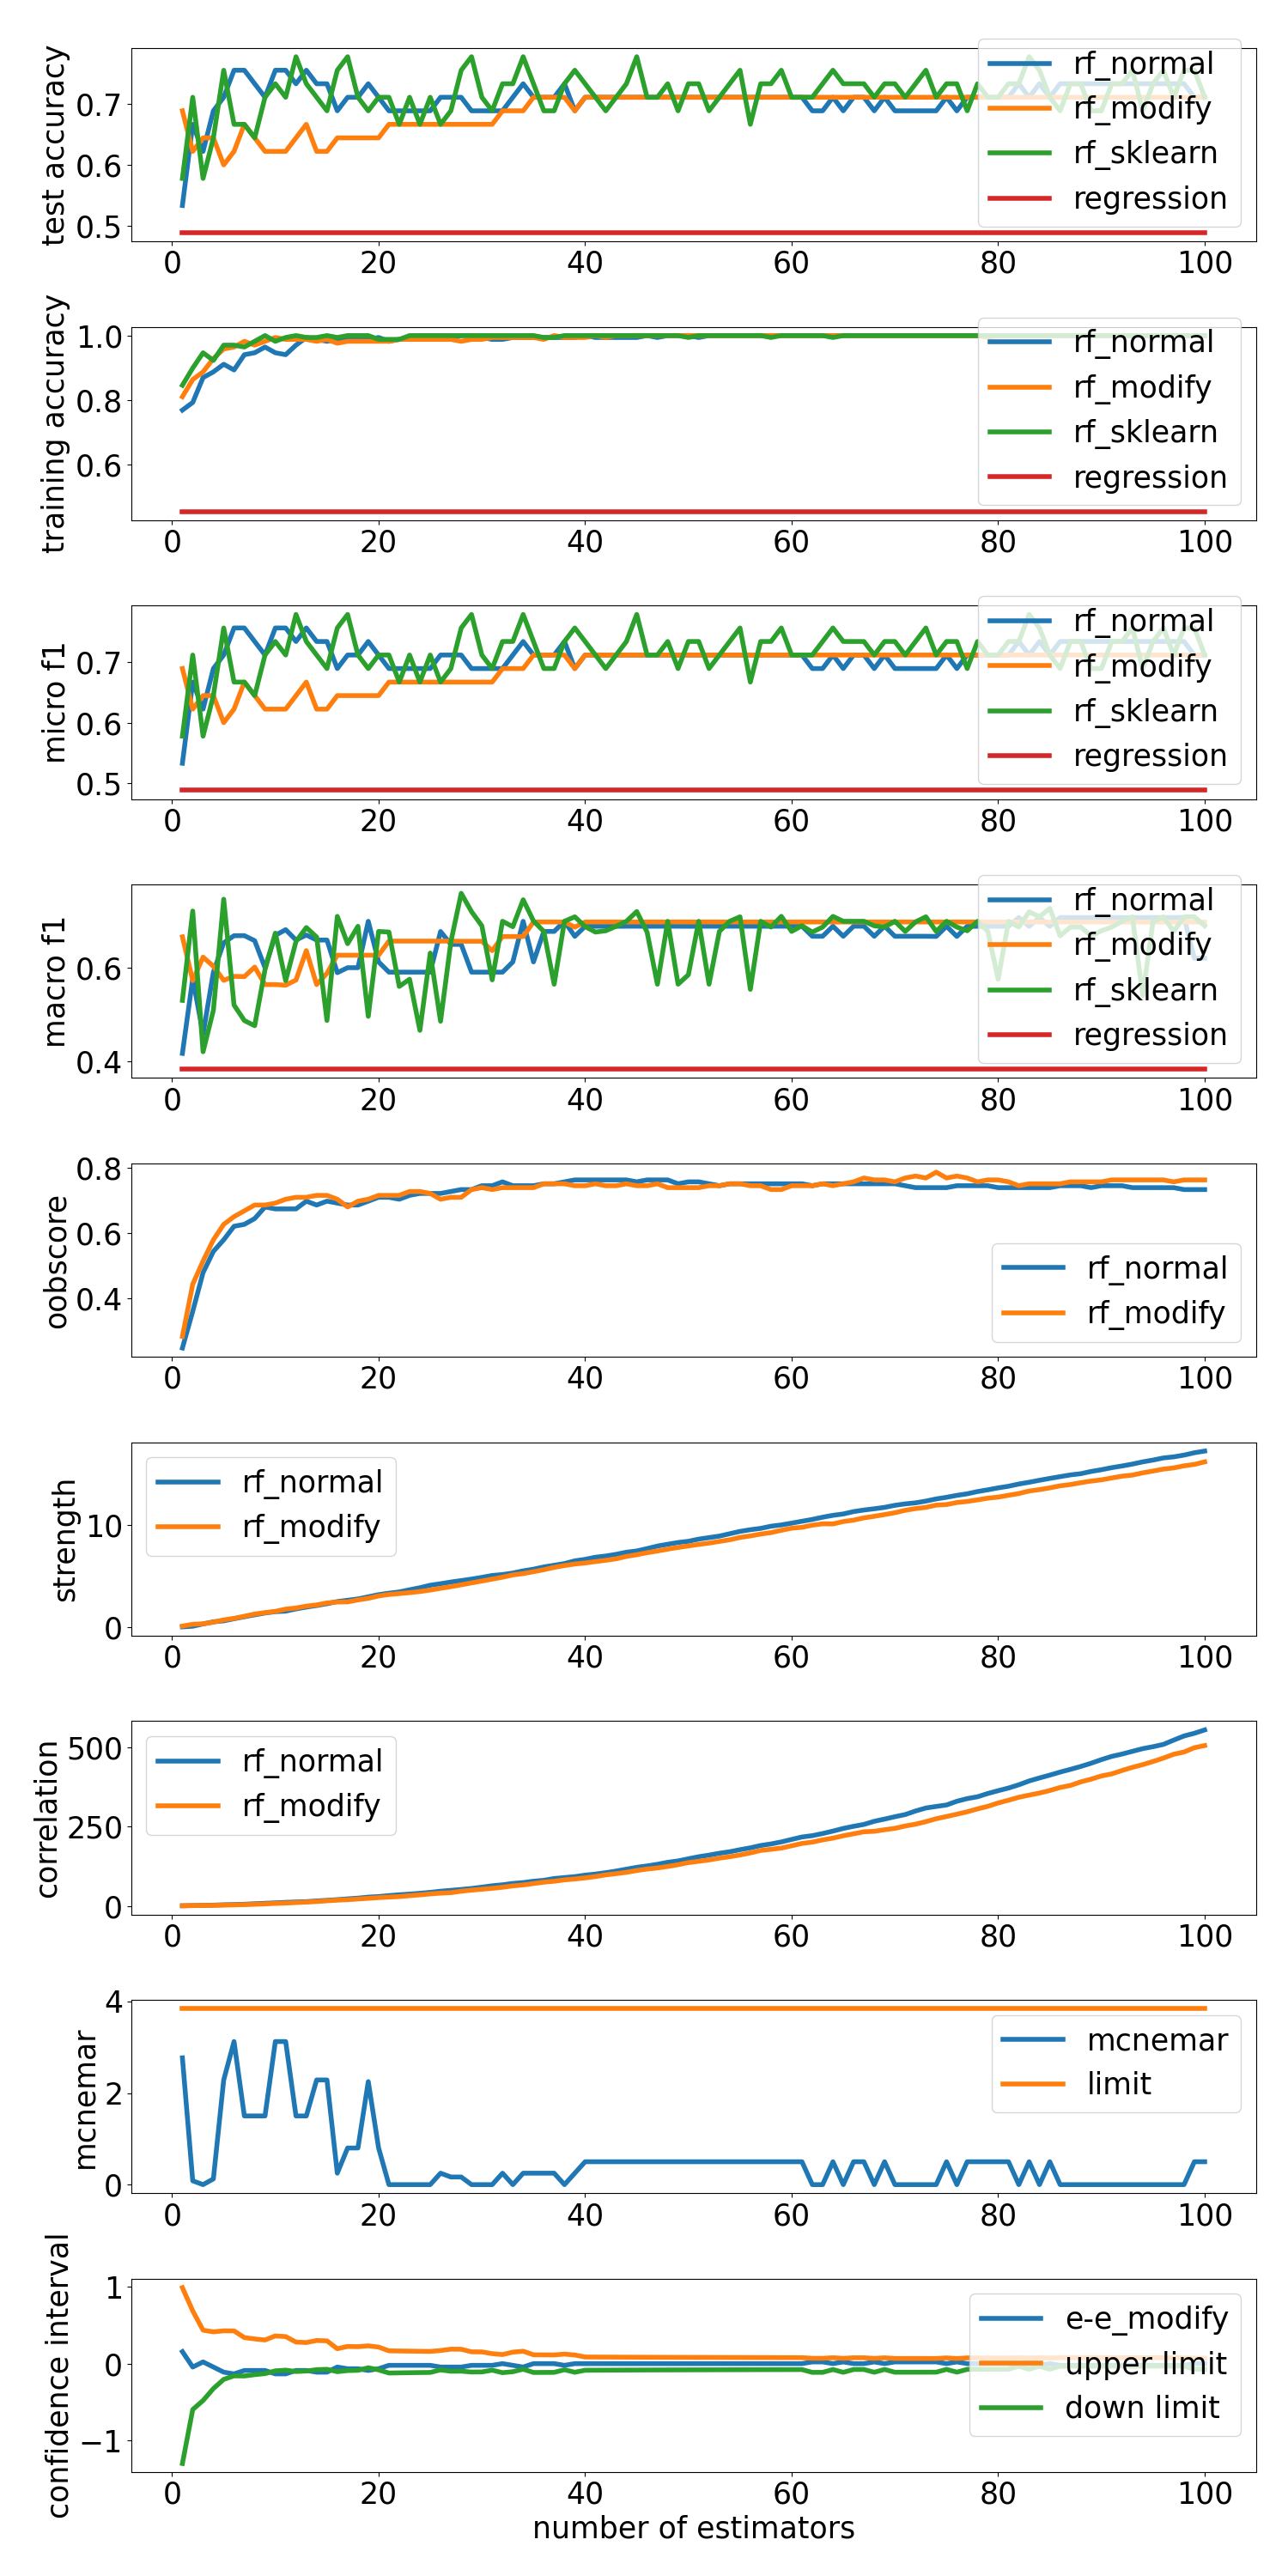 test accuracy
0.7
0.6
0.5
rf_normal
rf_modify
rf_sklearn
regression
0 20 40 60 80 100
training accuracy
1.0
0.8
0.6
rf_normal
rf_modify
rf_sklearn
regression
0 20 40 60 80 100
micro f1
0.7
0.6
0.5
rf_normal
rf_modify
rf_sklearn
regression
0 20 40 60 80 100
macro f1
0.6
0.4
rf_normal
rf_modify
rf_sklearn
regression
0 20 40 60 80 100
oobscore
0.8
0.6
0.4
rf_normal
rf_modify
0 20 40 60 80 100
strength
10
0
rf_normal
rf_modify
0 20 40 60 80 100
correlation
500
250
0
rf_normal
rf_modify
0 20 40 60 80 100
mcnemar
4
2
0
mcnemar
limit
0 20 40 60 80 100
confidence interval
1
0
−1
e-e_modify
upper limit
down limit
0 20 40 60 80 100
number of estimators